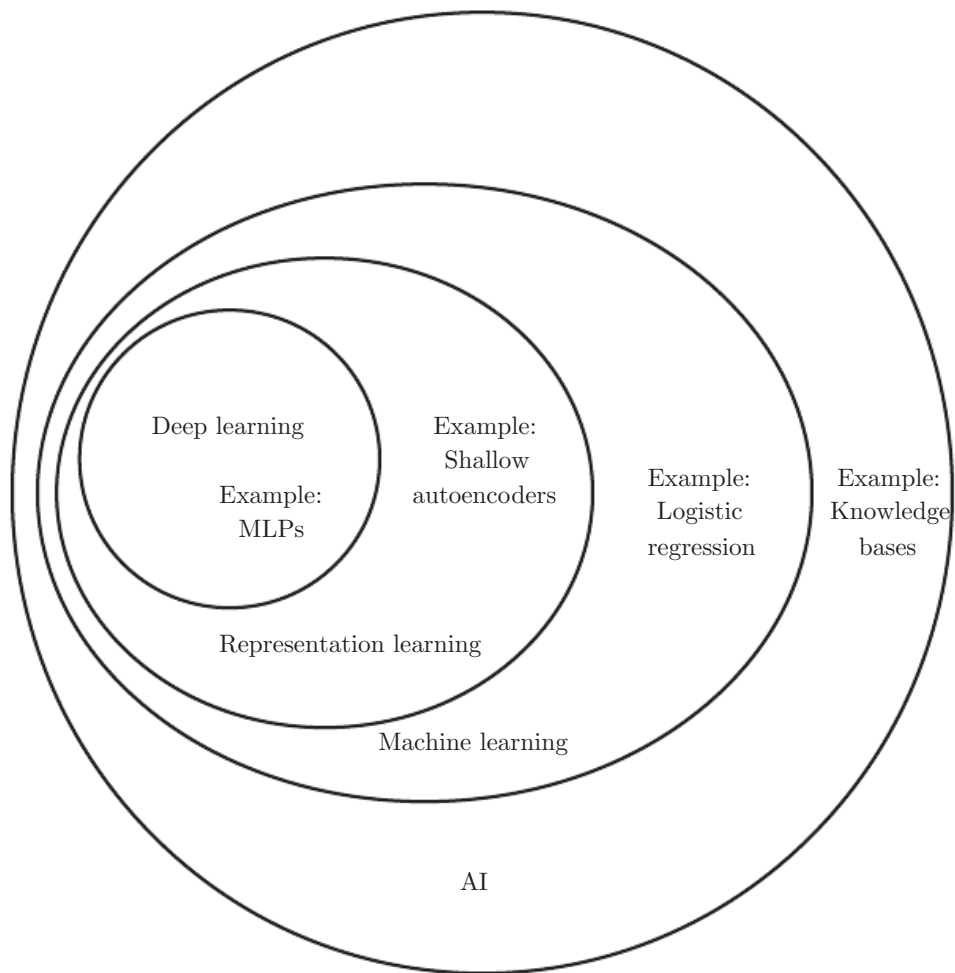 Deep learning
Example:
MLPs
Example:
Shallow
autoencoders
Example:
Logistic
regression
Example:
Knowledge
bases
Representation learning
Machine learning
AI